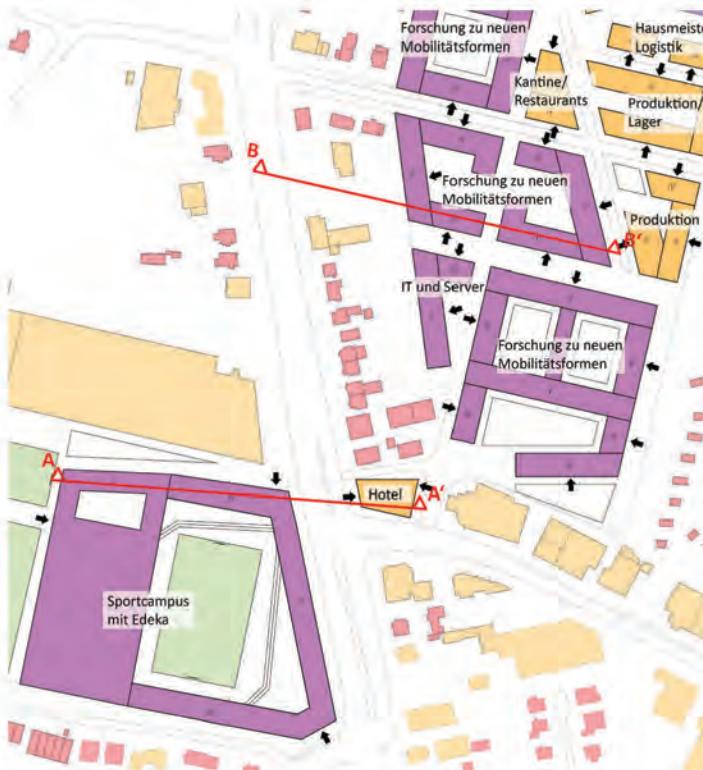 Forschung zu neuen
Mobilitätsformen
Hausmeiste
Logistik
Kantine/
Restaurants
Produktion/
Lager
B
Forschung zu neuen
Mobilitätsformen
Produktion
B'
IT und Server
Forschung zu neuen
Mobilitätsformen
A
Hotel
A'
Sportcampus
mit Edeka